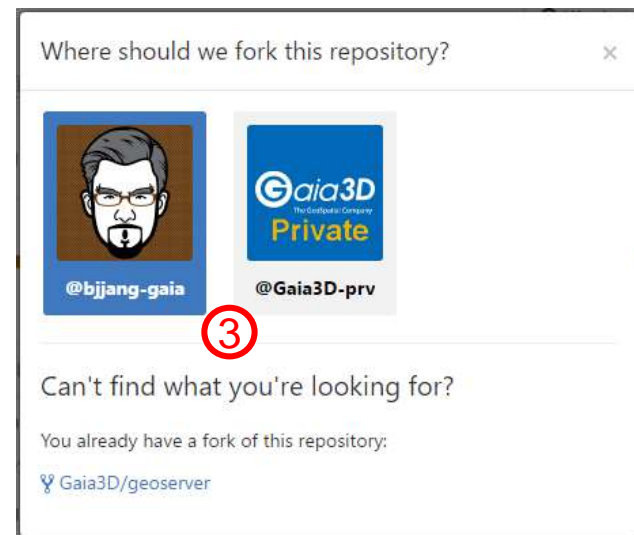 Where should we fork this repository?
×
Gaia3D
The GeoSpatial Company
Private
@bjjang-gaia
@Gaia3D-prv
3
Can't find what you're looking for?
You already have a fork of this repository:
Gaia3D/geoserver